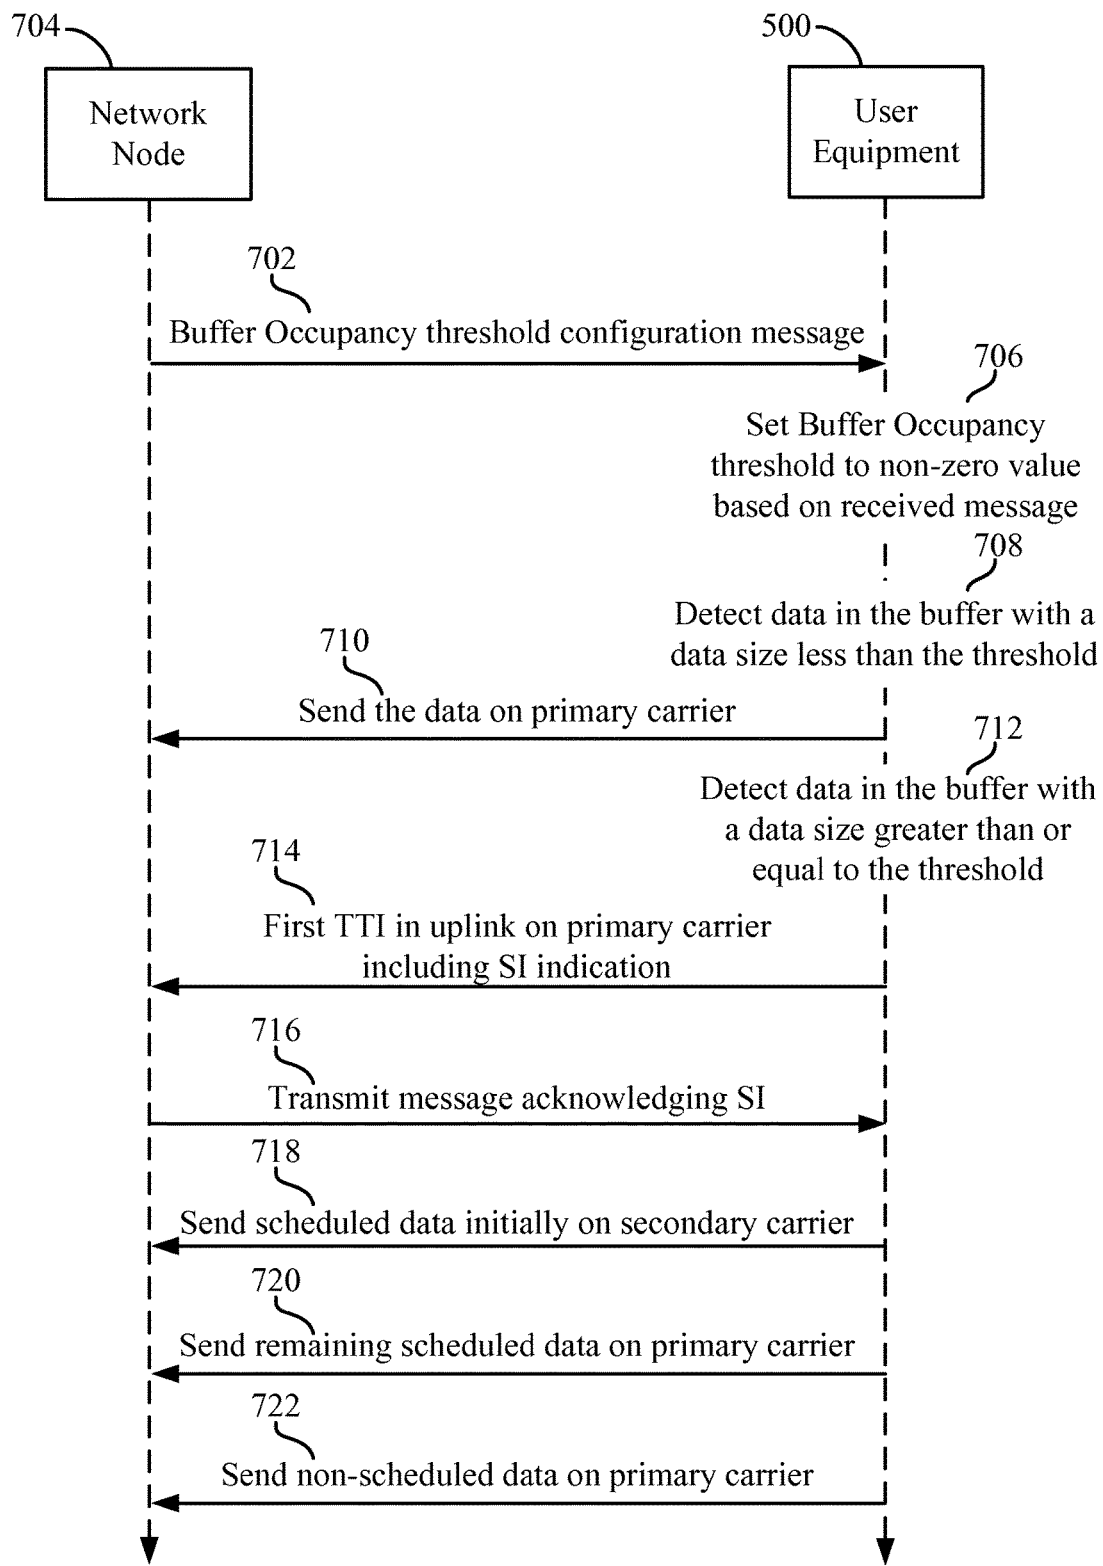 704
500
Network
Node
User
Equipment
702
Buffer Occupancy threshold configuration message
706
Set Buffer Occupancy
threshold to non-zero value
based on received message
708
Detect data in the buffer with a
data size less than the threshold
710
Send the data on primary carrier
712
Detect data in the buffer with
a data size greater than or
equal to the threshold
714
First TTI in uplink on primary carrier
including SI indication
716
Transmit message acknowledging SI
718
Send scheduled data initially on secondary carrier
720
Send remaining scheduled data on primary carrier
722
Send non-scheduled data on primary carrier